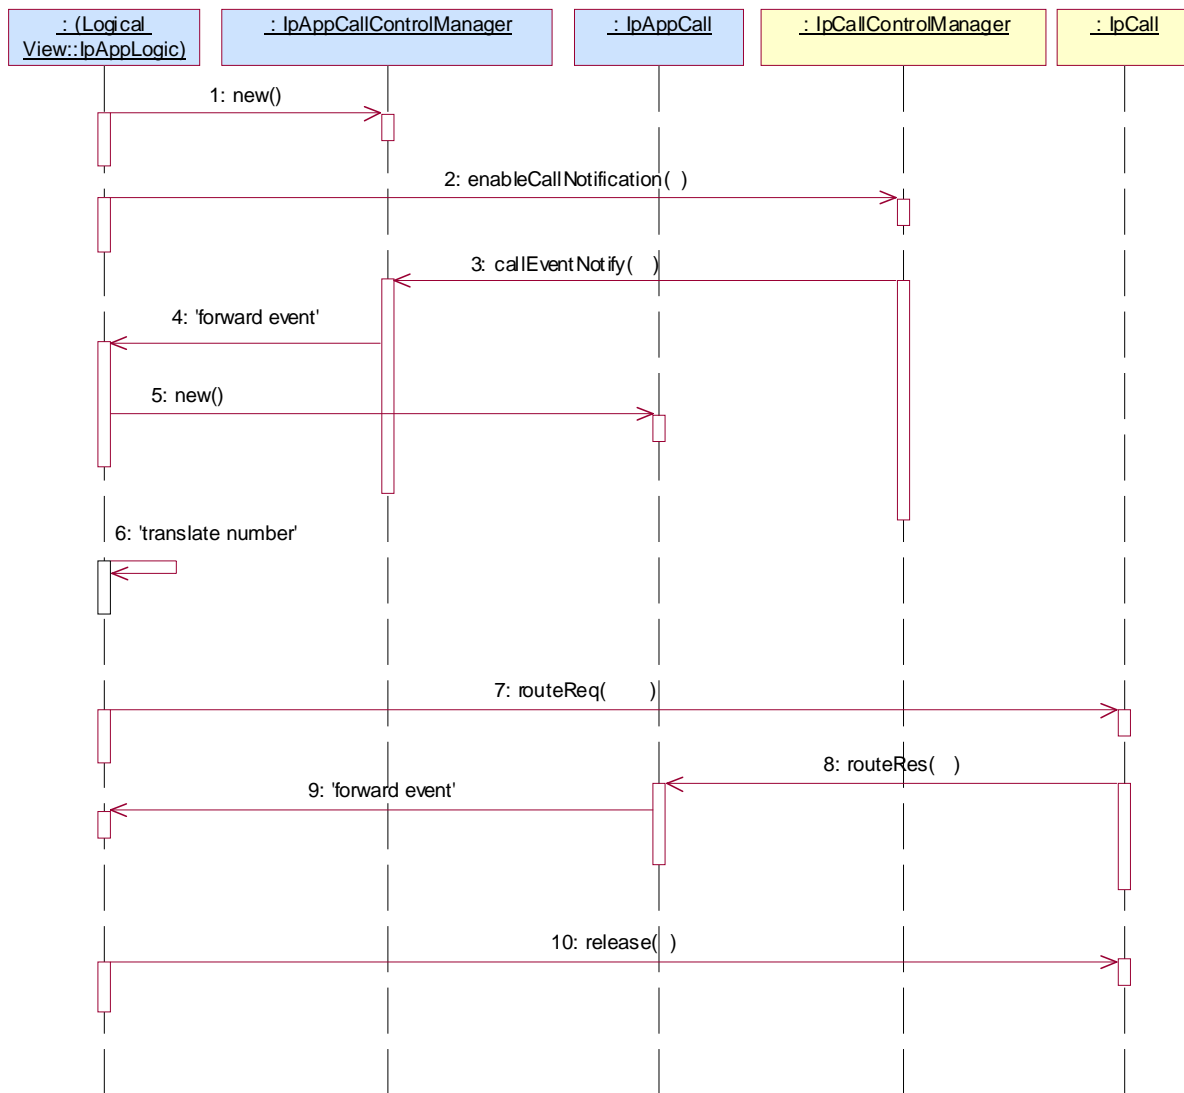 : (Logical
View::IpAppLogic)
: IpAppCallControlManager
: IpAppCall
: IpCallControlManager
: IpCall
1: new()
2: enableCallNotification( )
3: callEventNotify( )
4: 'forward event'
5: new()
6: 'translate number'
7: routeReq( )
8: routeRes( )
9: 'forward event'
10: release( )